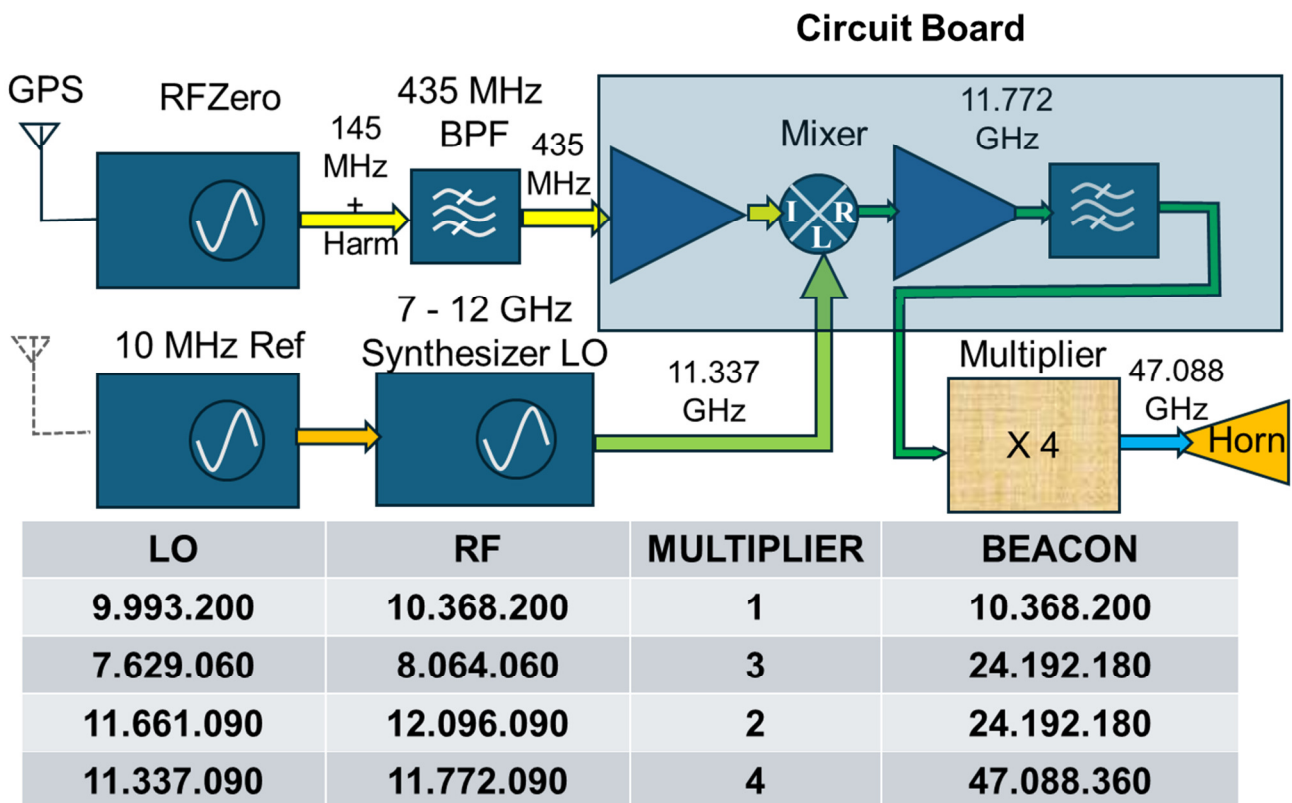 Circuit Board
GPS
RFZero
435 MHz
BPF
145
MHz
+
Harm
435
MHz
Mixer
I
R
L
11.772
GHz
10 MHz Ref
7 - 12 GHz
Synthesizer LO
11.337
GHz
Multiplier
X 4
47.088
GHz
Horn
LO RF MULTIPLIER BEACON
9.993.200 10.368.200 1 10.368.200
7.629.060 8.064.060 3 24.192.180
11.661.090 12.096.090 2 24.192.180
11.337.090 11.772.090 4 47.088.360